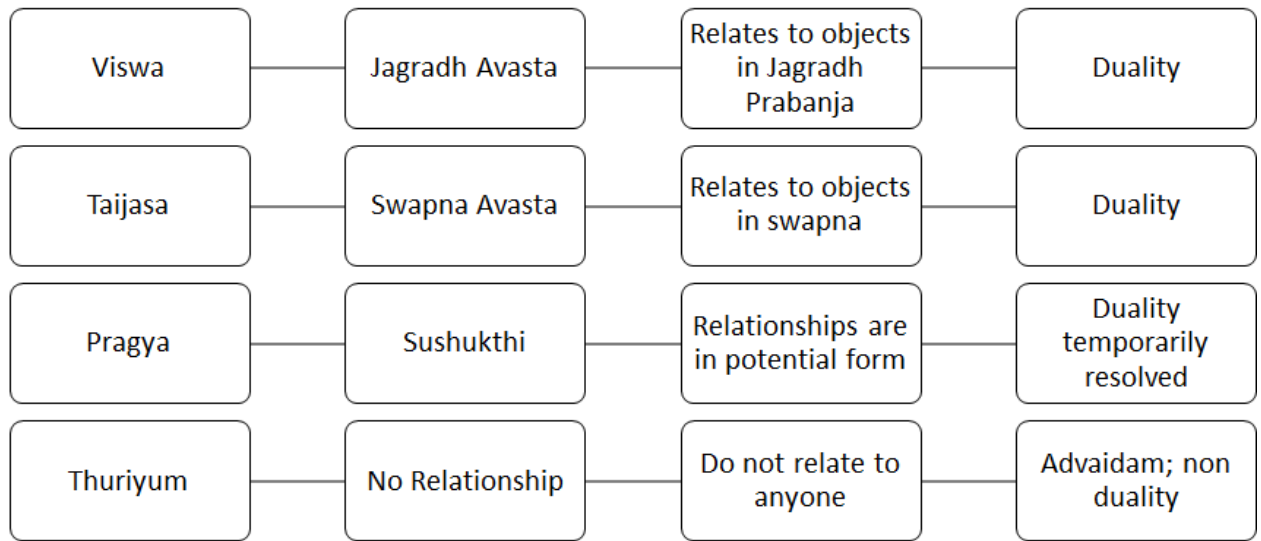 Viswa
Jagradh Avasta
Relates to objects
in Jagradh
Prabanja
Duality
Taijasa
Swapna Avasta
Relates to objects
in swapna
Duality
Pragya
Sushukthi
Relationships are
in potential form
Duality
temporarily
resolved
Thuriyum
No Relationship
Do not relate to
anyone
Advaidam; non
duality